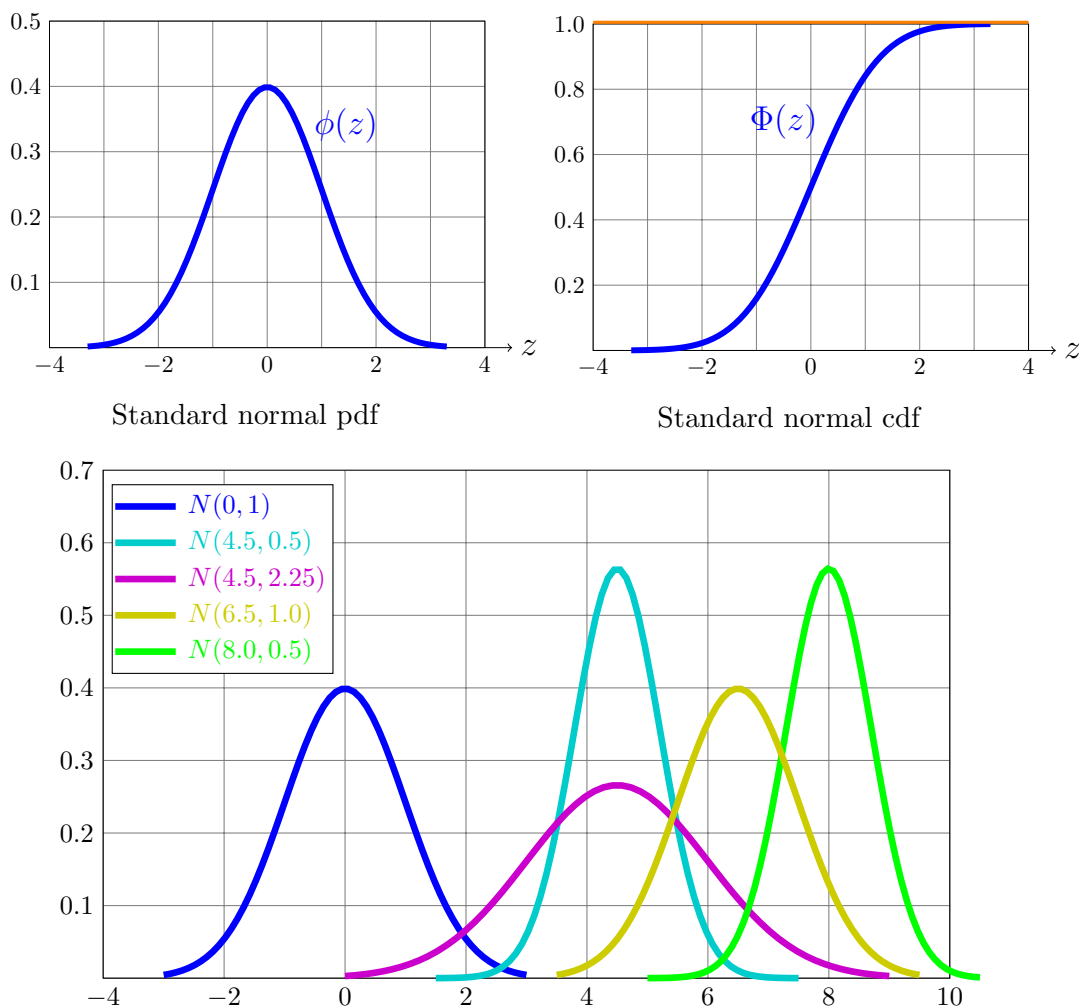 0.5
0.4
0.3
0.2
0.1
ϕ(z)
−4 −2 0 2 4 z
Standard normal pdf
1.0
0.8
0.6
0.4
0.2
Φ(z)
−4 −2 0 2 4 z
Standard normal cdf
0.7
0.6
0.5
0.4
0.3
0.2
0.1
N(0, 1)
N(4.5, 0.5)
N(4.5, 2.25)
N(6.5, 1.0)
N(8.0, 0.5)
−4 −2 0 2 4 6 8 10